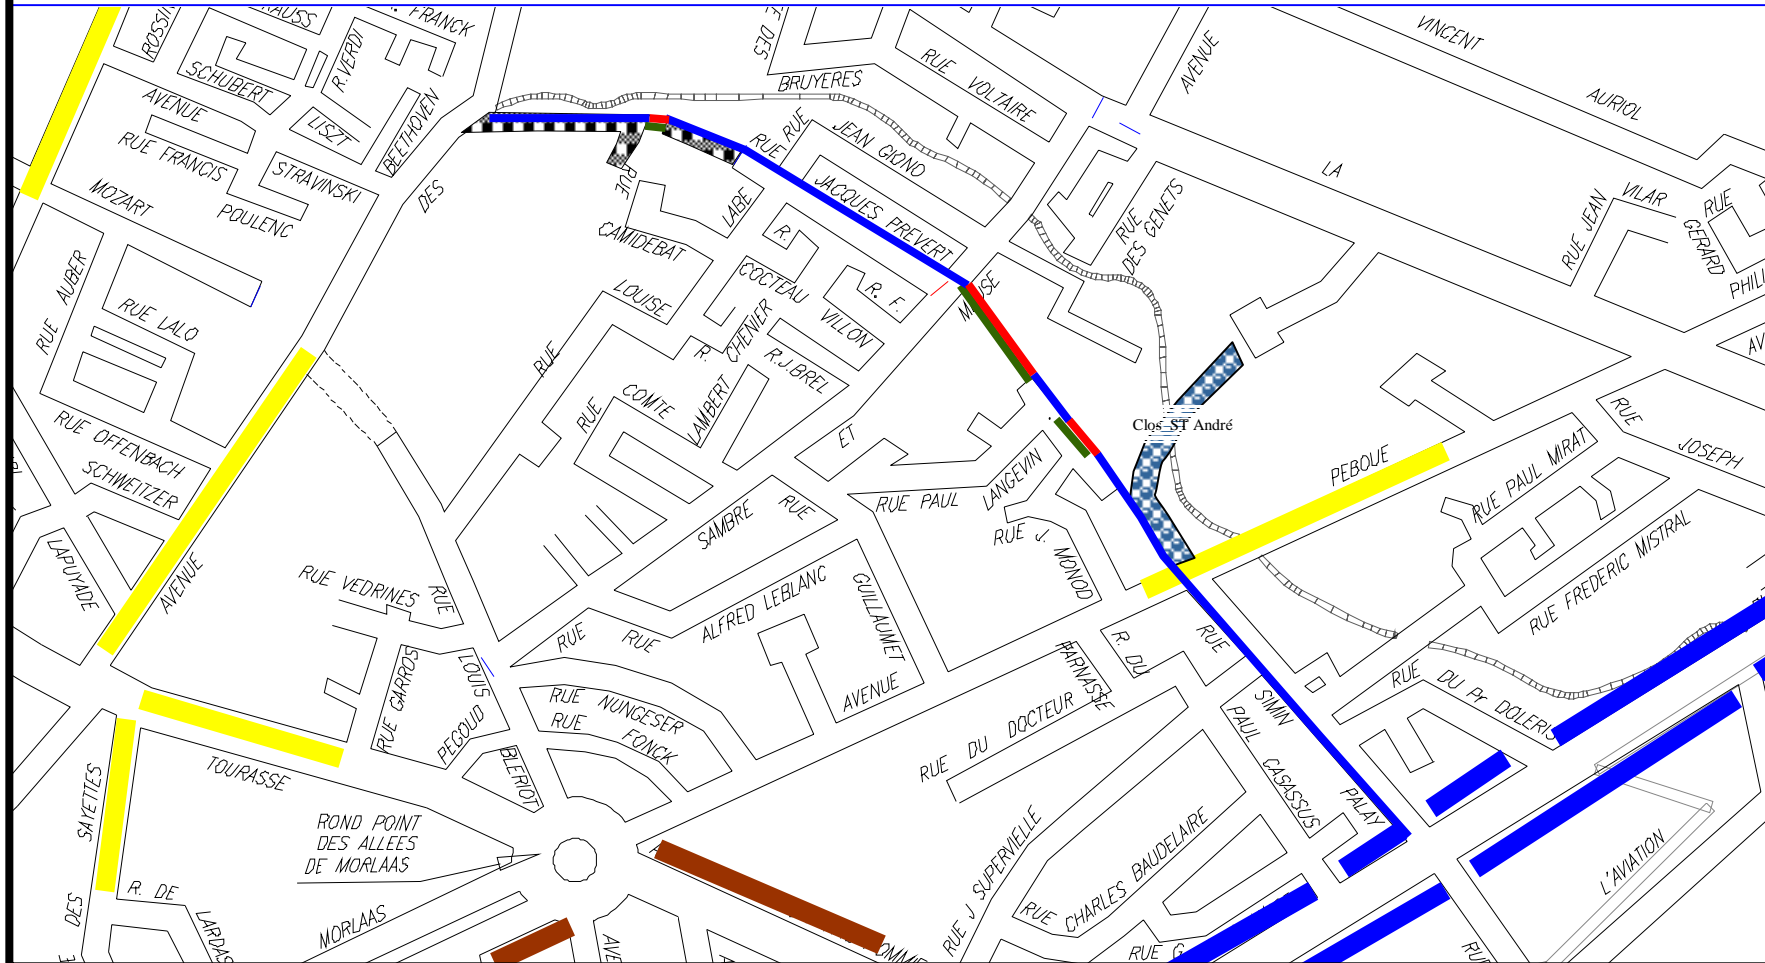 R. FRANCK
ROSSIN
SCHUBERT
R.VERDI
AVENUE
LISZT
BEETHOVEN
RUE FRANCIS
POULENC
STRAVINSKI
MOZART
DES
BRUYERES
RUE VOLTAIRE
AVENUE
VINCENT
AURIOL
LA
RUE
RUE
JEAN GIONO
JACQUES PREVERT
RUE
LABE
CAMIDEBAT
R.
COCTEAU
R. F.
VILLON
LOUISE
RUE
CHENIER
R.
R.J.BREL
LAMBERT
COMTE
RUE
RUE
DES GENETS
RUE JEAN
VILAR
RUE
GERARD
PHILI
AV
RUE AUBER
RUE LALO
RUE OFFENBACH
SCHWEITZER
LAPUYADE
AVENUE
ET
SAMBRE
RUE
RUE PAUL
LANGEVIN
RUE J. MONOD
Clos ST André
PEBOUE
RUE
JOSEPH
RUE PAUL MIRAT
RUE FREDERIC MISTRAL
RUE VEDRINES
RUE
RUE
RUE
ALFRED LEBLANC
GUILLAUMET
AVENUE
RUE GARROS
LOUIS
PEGOUD
BLERIOT
RUE NUNGESER
RUE FONCK
PARNASSE
R. DU
RUE DU DOCTEUR
RUE
SIMIN
PALAY
PAUL CASASSUS
RUE
DU Pr DOLERIS
TOURASSE
SAYETTES
DES
ROND POINT
DES ALLEES
DE MORLAAS
R. DE
LARDAS
MORLAAS
AVE
RUE J SUPERVIELLE
RUE CHARLES BAUDELAIRE
RUE G
RUE
L'AVIATION